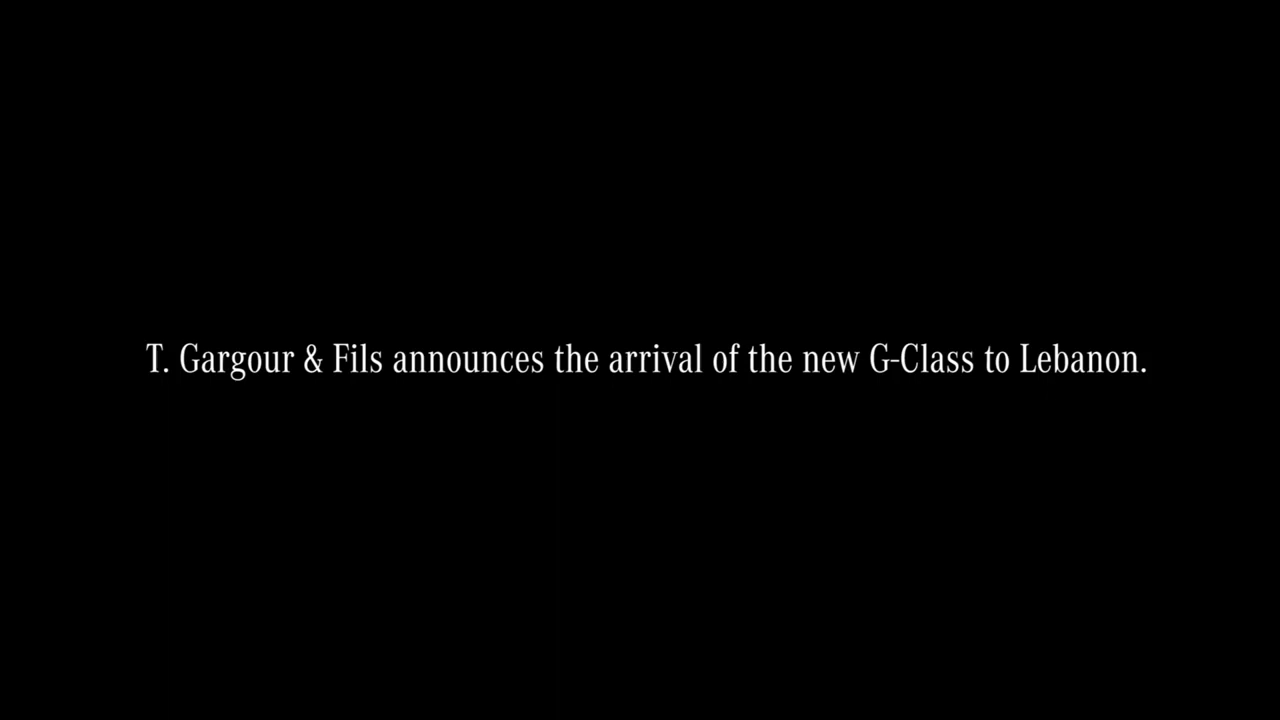 T. Gargour & Fils announces the arrival of the new G-Class to Lebanon.